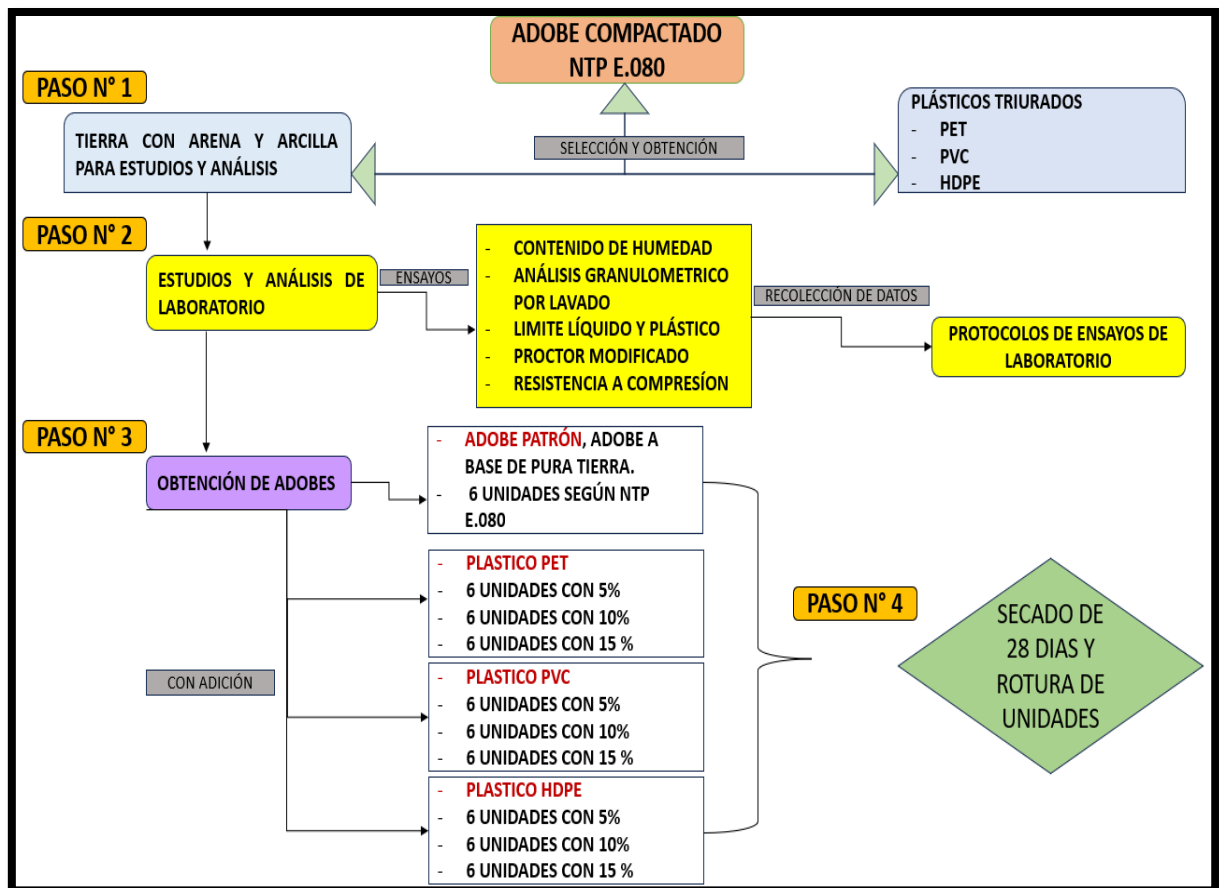 ADOBE COMPACTADO
NTP E.080
PASO N° 1
TIERRA CON ARENA Y ARCILLA
PARA ESTUDIOS Y ANÁLISIS
SELECCIÓN Y OBTENCIÓN
PLÁSTICOS TRIURADOS
- PET
- PVC
- HDPE
PASO N° 2
ESTUDIOS Y ANÁLISIS DE
LABORATORIO
ENSAYOS
- CONTENIDO DE HUMEDAD
- ANÁLISIS GRANULOMETRICO
POR LAVADO
- LIMITE LÍQUIDO Y PLÁSTICO
- PROCTOR MODIFICADO
- RESISTENCIA A COMPRESÍON
RECOLECCIÓN DE DATOS
PROTOCOLOS DE ENSAYOS DE
LABORATORIO
PASO N° 3
OBTENCIÓN DE ADOBES
- ADOBE PATRÓN, ADOBE A
BASE DE PURA TIERRA.
- 6 UNIDADES SEGÚN NTP
E.080
CON ADICIÓN
- PLASTICO PET
- 6 UNIDADES CON 5%
- 6 UNIDADES CON 10%
- 6 UNIDADES CON 15 %
- PLASTICO PVC
- 6 UNIDADES CON 5%
- 6 UNIDADES CON 10%
- 6 UNIDADES CON 15 %
- PLASTICO HDPE
- 6 UNIDADES CON 5%
- 6 UNIDADES CON 10%
- 6 UNIDADES CON 15 %
PASO N° 4
SECADO DE
28 DIAS Y
ROTURA DE
UNIDADES